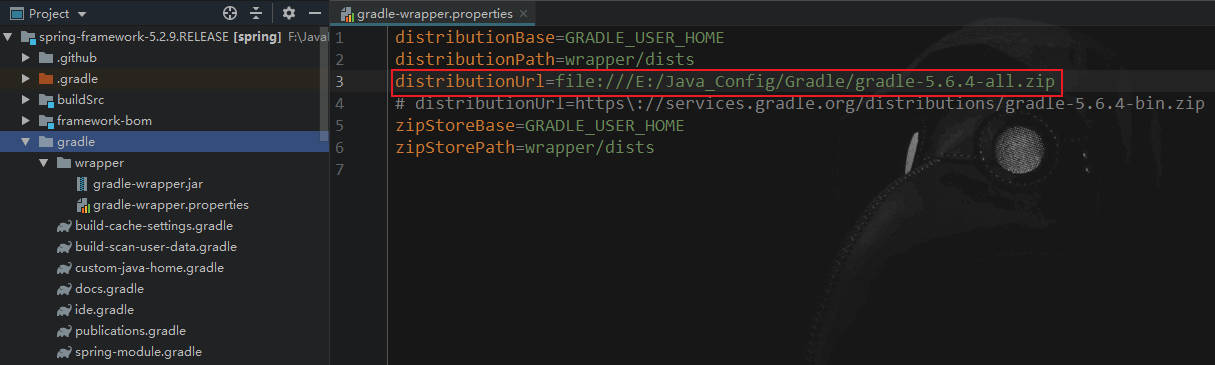 Project
spring-framework-5.2.9.RELEASE [spring] F:\Java
.github
.gradle
buildSrc
framework-bom
gradle
wrapper
gradle-wrapper.jar
gradle-wrapper.properties
build-cache-settings.gradle
build-scan-user-data.gradle
custom-java-home.gradle
docs.gradle
ide.gradle
publications.gradle
spring-module.gradle
gradle-wrapper.properties
1 distributionBase=GRADLE_USER_HOME
2 distributionPath=wrapper/dists
3 distributionUrl=file:///E:/Java_Config/Gradle/gradle-5.6.4-all.zip
4 # distributionUrl=https\://services.gradle.org/distributions/gradle-5.6.4-bin.zip
5 zipStoreBase=GRADLE_USER_HOME
6 zipStorePath=wrapper/dists
7